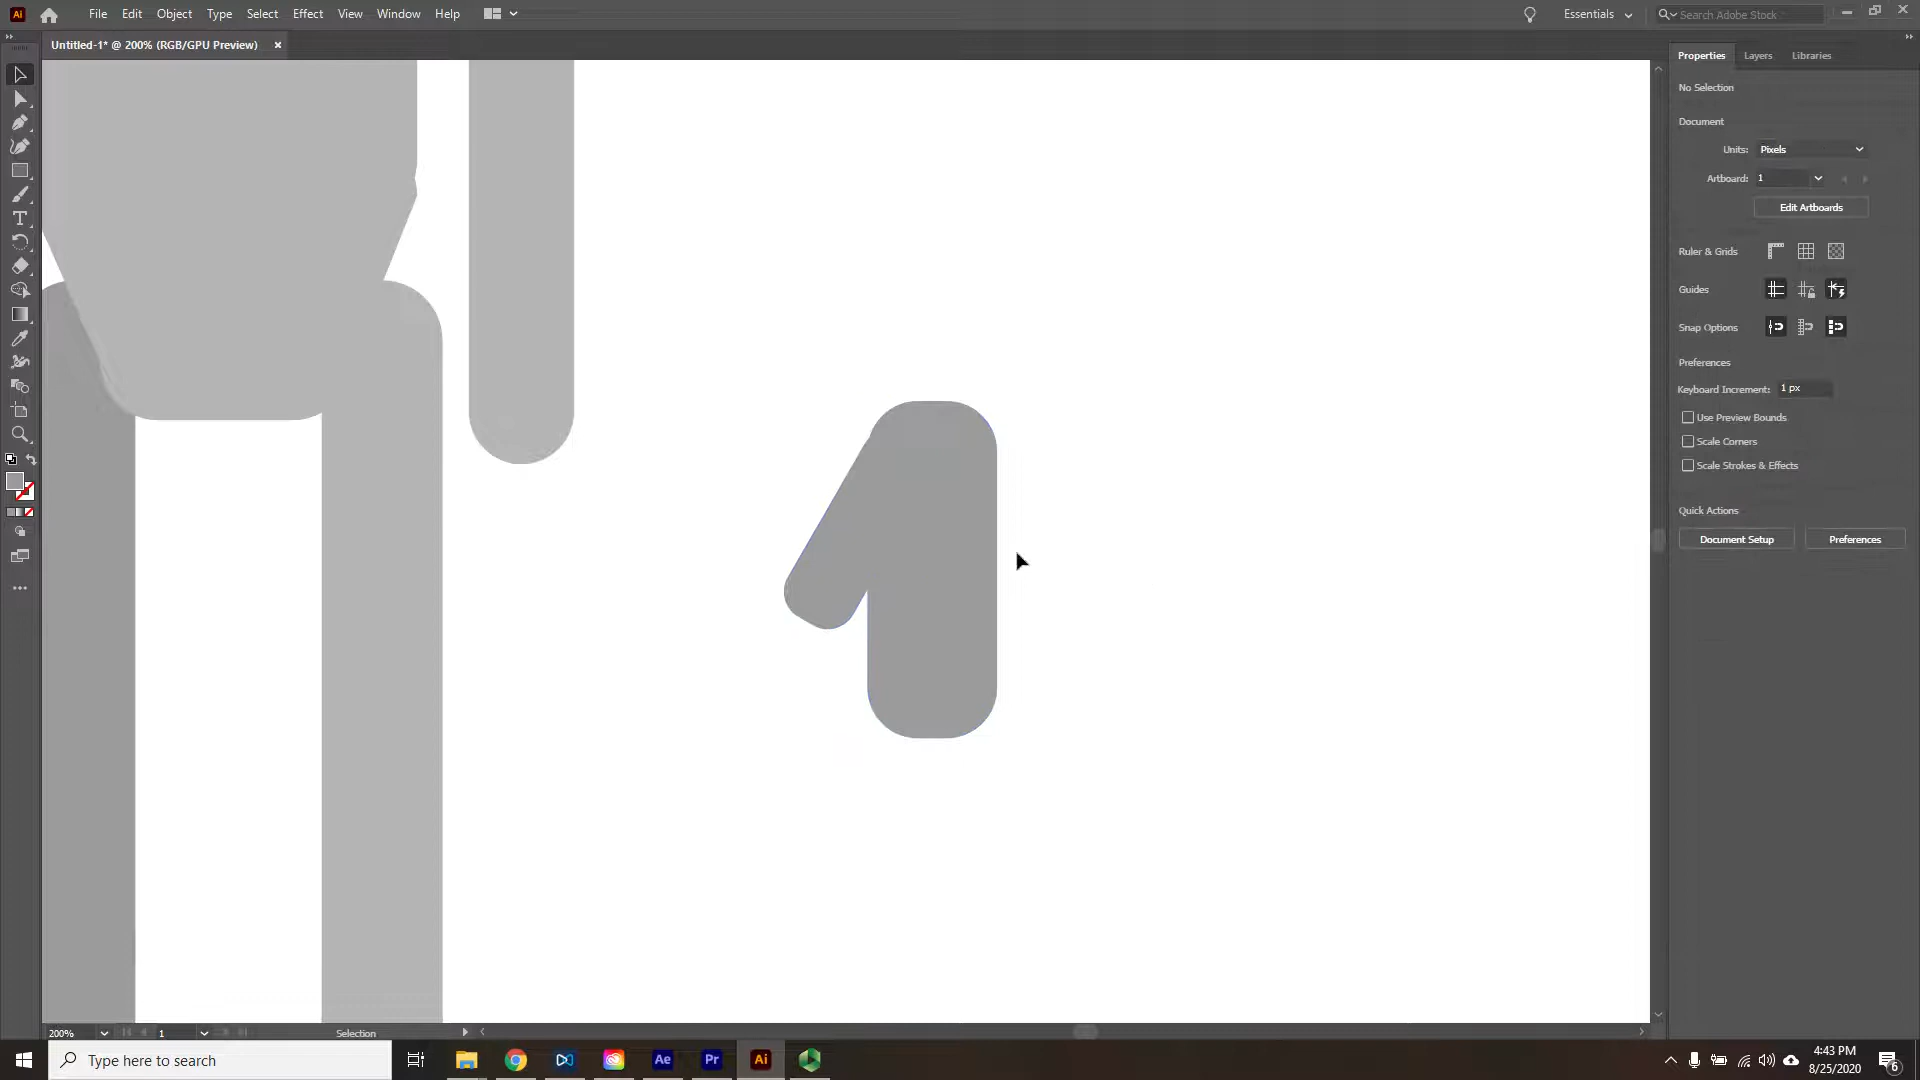 Ai File Edit Object Type Select Effect View Window Help Essentials Search Adobe Stock
Untitled-1* @ 200% (RGB/GPU Preview) ×
Properties Layers Libraries
No Selection
Document
Units: Pixels
Artboard: 1
Edit Artboards
Ruler & Grids
Guides
Snap Options
Preferences
Keyboard Increment: 1 px
Use Preview Bounds
Scale Corners
Scale Strokes & Effects
Quick Actions
Document Setup Preferences
200% 1 Selection
Type here to search Ae Pr Ai 4:43 PM
8/25/2020 6